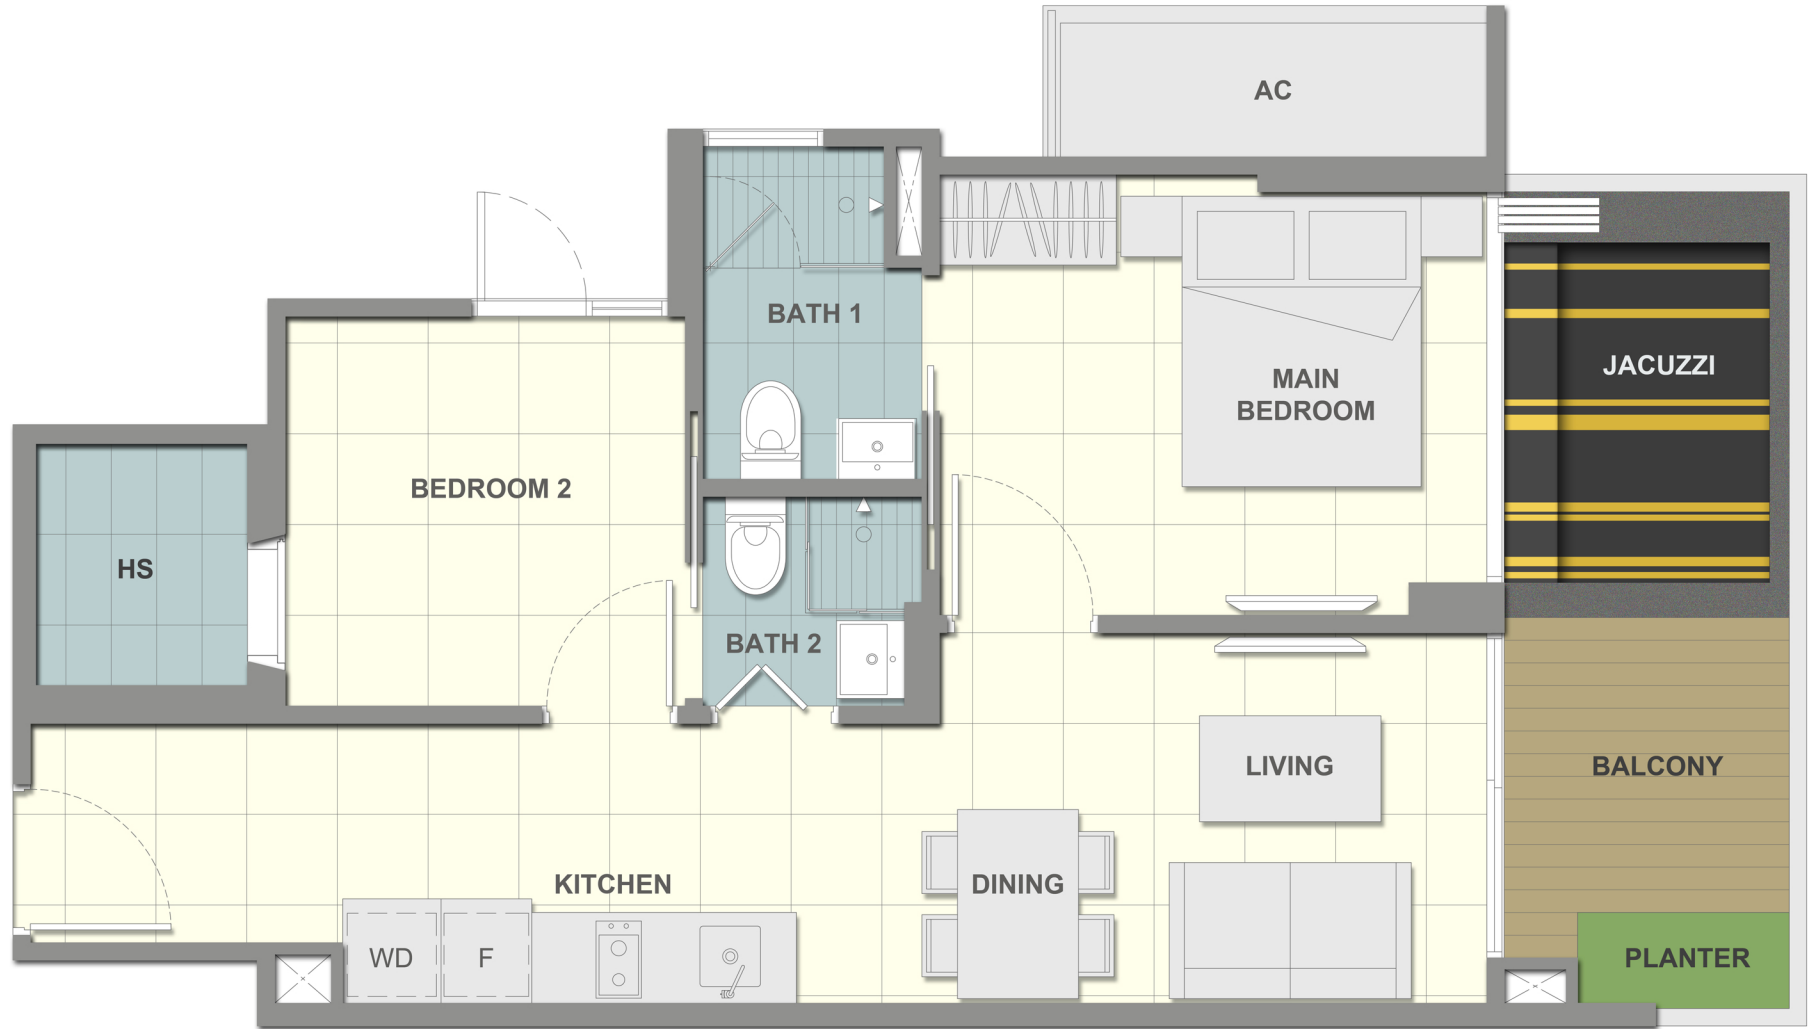 AC
BATH 1
JACUZZI
MAIN
BEDROOM
BEDROOM 2
HS
BATH 2
LIVING
BALCONY
KITCHEN
DINING
WD
F
PLANTER